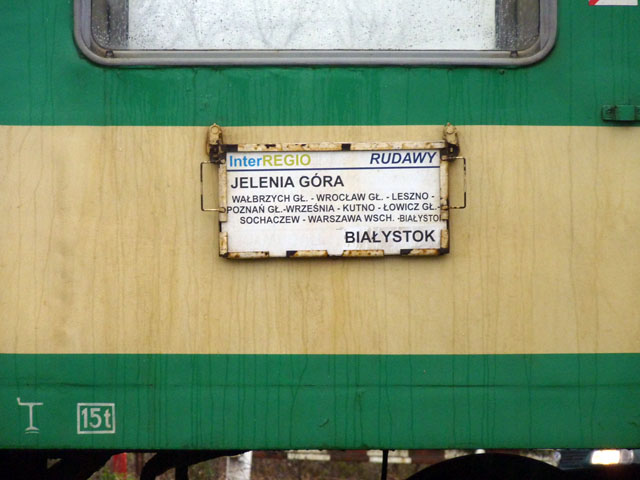 InterREGIO RUDAWY
JELENIA GÓRA
WAŁBRZYCH GŁ. - WROCŁAW GŁ. - LESZNO -
POZNAŃ GŁ.-WRZEŚNIA - KUTNO - ŁOWICZ GŁ.-
SOCHACZEW - WARSZAWA WSCH. -BIAŁYSTO
BIAŁYSTOK
15t